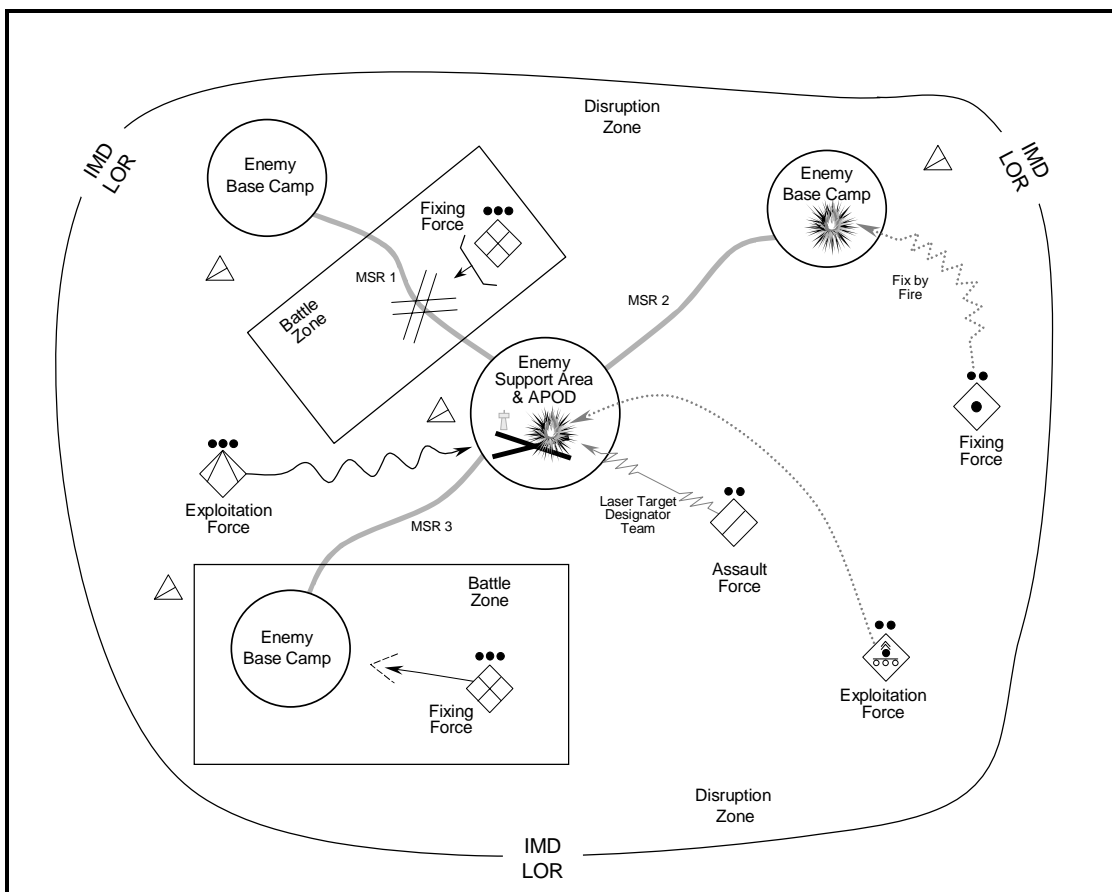 Disruption
Zone
IMD
LOR
IMD
LOR
Enemy
Base Camp
Enemy
Base Camp
Fixing
Force
MSR 1
Battle
Zone
MSR 2
Fix by
Fire
Enemy
Support Area
& APOD
Fixing
Force
Exploitation
Force
MSR 3
Laser Target
Designator
Team
Assault
Force
Battle
Zone
Enemy
Base Camp
Fixing
Force
Exploitation
Force
Disruption
Zone
IMD
LOR